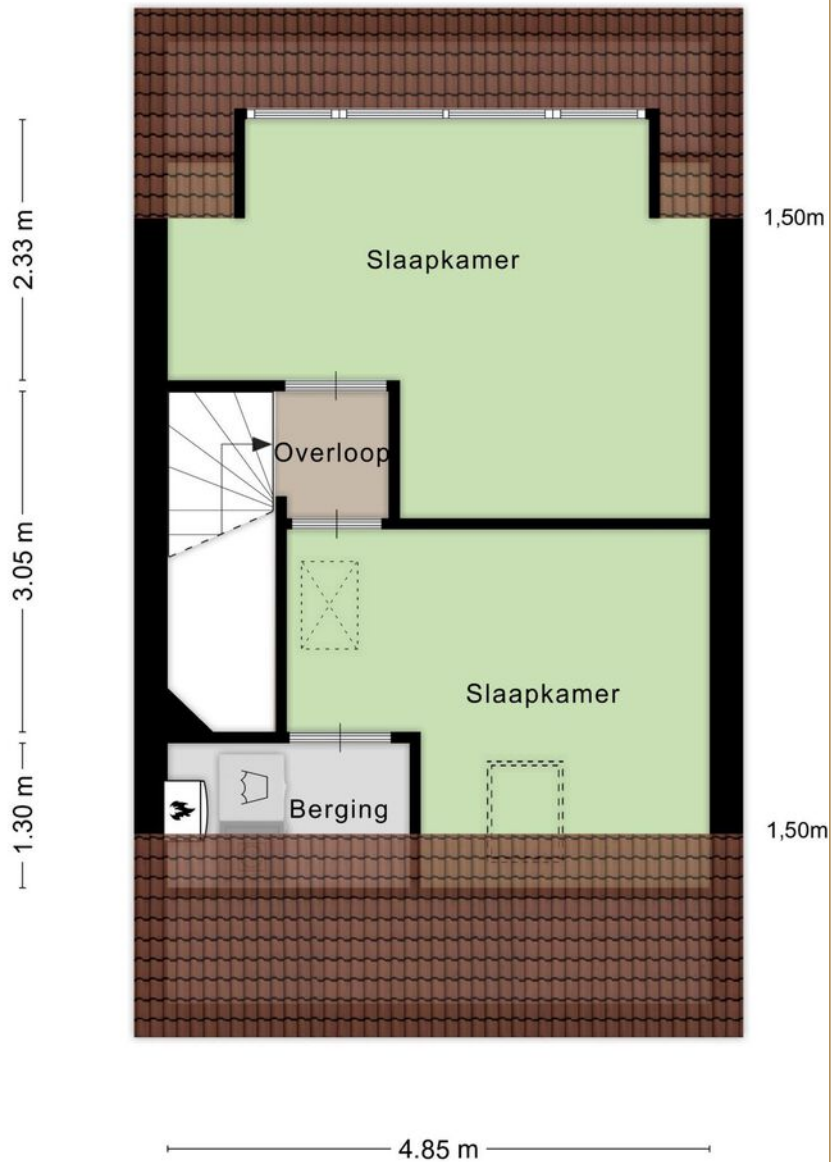 1,50m
2.33 m
Slaapkamer
Overloop
3.05 m
Slaapkamer
1.30 m
Berging
1,50m
4.85 m